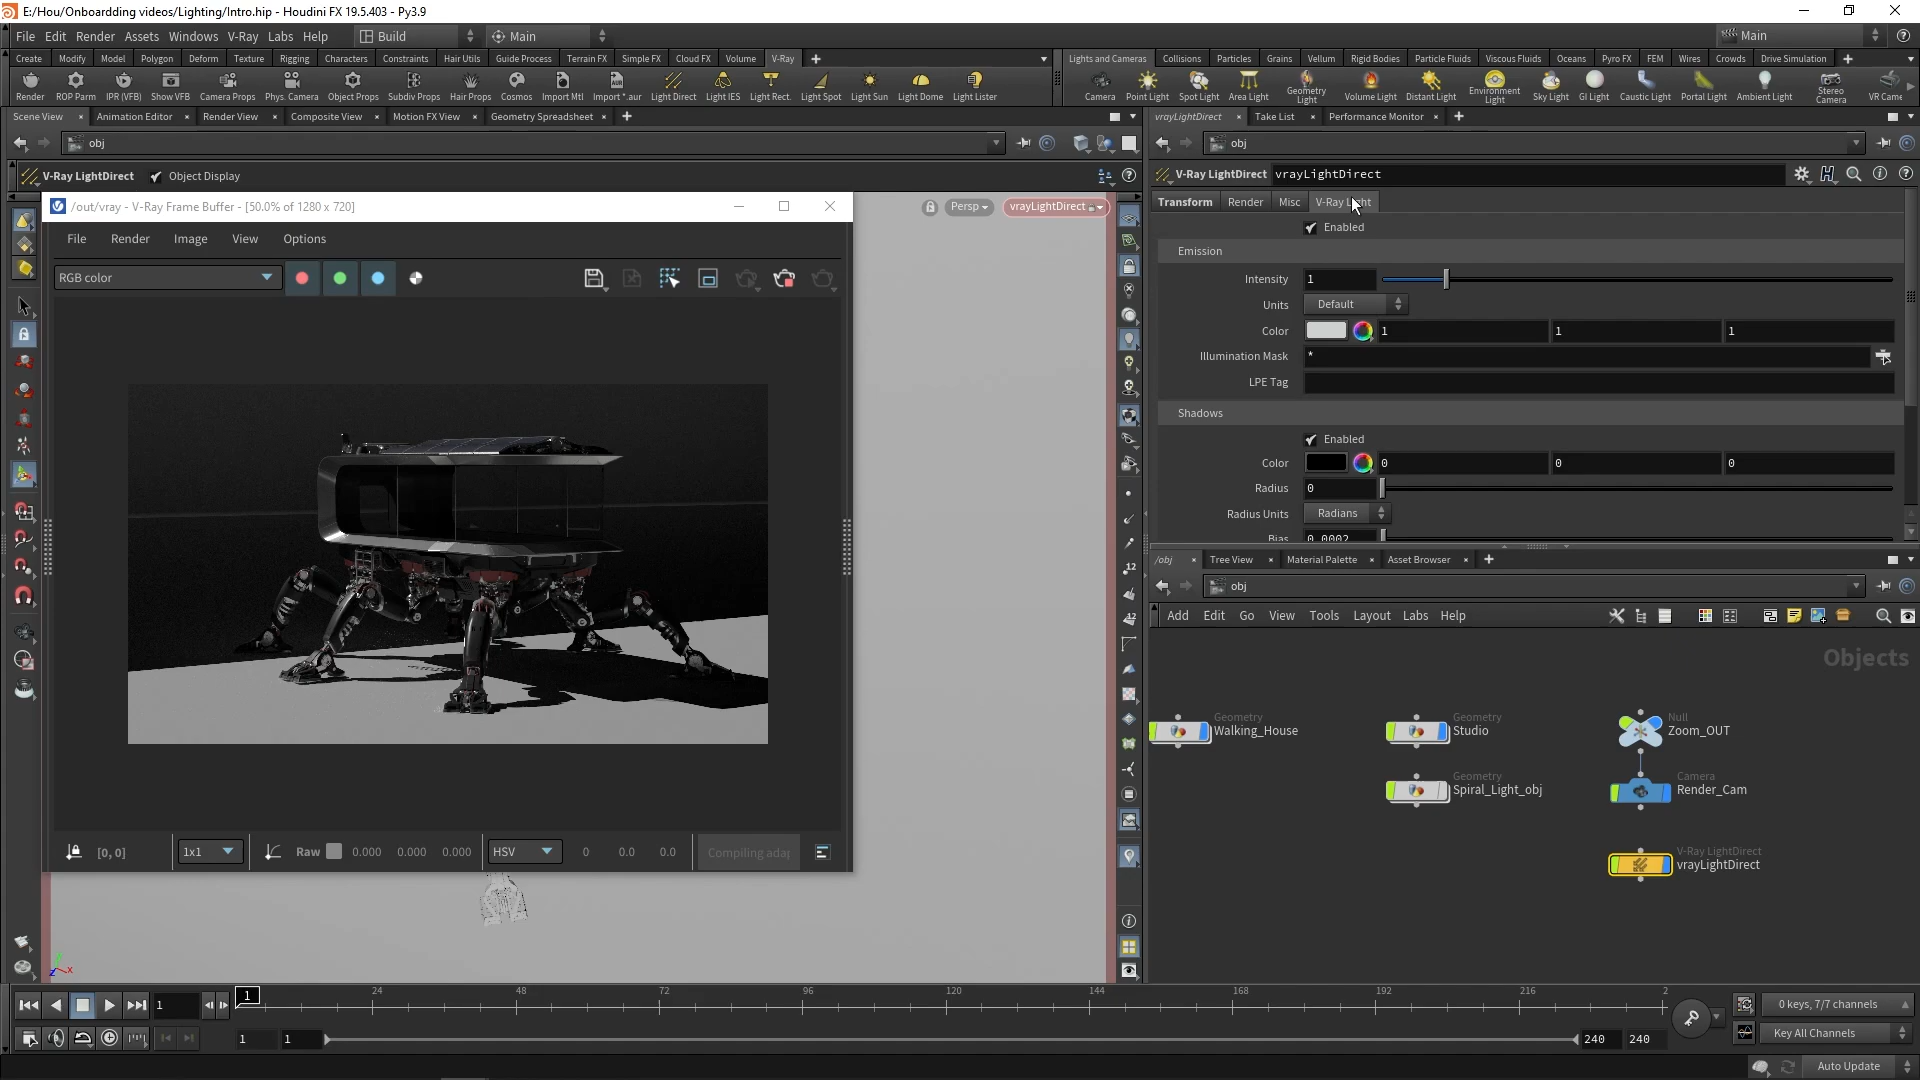 E:/Hou/Onboardding videos/Lighting/Intro.hip - Houdini FX 19.5.403 - Py3.9
File Edit Render Assets Windows V-Ray Labs Help Build Main Main
Create Modify Model Polygon Deform Texture Rigging Characters Constraints Hair Utils Guide Process Terrain FX Simple FX Cloud FX Volume V-Ray
Lights and Cameras Collisions Particles Grains Vellum Rigid Bodies Particle Fluids Viscous Fluids Oceans Pyro FX FEM Wires Crowds Drive Simulation
Render ROP Parm IPR (VFB) Show VFB Camera Props Phys. Camera Object Props Subdiv Props Hair Props Cosmos Import Mtl Import *.aur Light Direct Light IES Light Rect. Light Spot Light Sun Light Dome Light Lister
Camera Point Light Spot Light Area Light Geometry Light Volume Light Distant Light Environment Light Sky Light GI Light Caustic Light Portal Light Ambient Light Stereo Camera VR Came
Scene View Animation Editor Render View Composite View Motion FX View Geometry Spreadsheet
vrayLightDirect Take List Performance Monitor
obj
obj
V-Ray LightDirect Object Display
V-Ray LightDirect vrayLightDirect
/out/vray - V-Ray Frame Buffer - [50.0% of 1280 x 720]
Persp vrayLightDirect
File Render Image View Options
RGB color
Transform Render Misc V-Ray Light
Enabled
Emission
Intensity 1
Units Default
Color 1 1 1
Illumination Mask *
LPE Tag
Shadows
Enabled
Color 0 0 0
Radius 0
Radius Units Radians
Bias 0.0002
/obj Tree View Material Palette Asset Browser
obj
Add Edit Go View Tools Layout Labs Help
Objects
Geometry
Walking_House
Geometry
Studio
Null
Zoom_OUT
Geometry
Spiral_Light_obj
Camera
Render_Cam
V-Ray LightDirect
vrayLightDirect
[0, 0] 1x1 Raw 0.000 0.000 0.000 HSV 0 0.0 0.0 Compiling adap
1 1 24 48 72 96 120 144 168 192 216 2
0 keys, 7/7 channels
1 1 240 240
Key All Channels
Auto Update